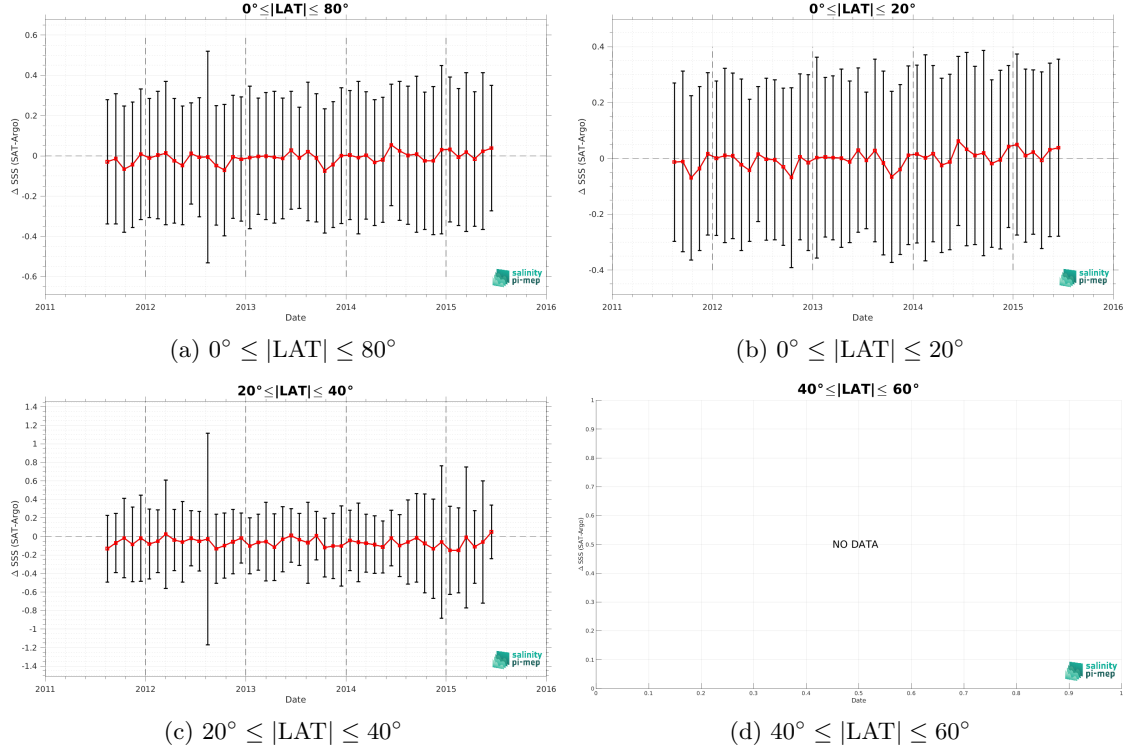 0°≤|LAT|≤ 80°
0.6
0.4
0.2
0
-0.2
-0.4
-0.6
Δ SSS (SAT-Argo)
2011 2012 2013 2014 2015 2016
Date
salinity
pi-mep
(a) 0° ≤ |LAT| ≤ 80°
0°≤|LAT|≤ 20°
0.4
0.2
0
-0.2
-0.4
Δ SSS (SAT-Argo)
2011 2012 2013 2014 2015 2016
Date
salinity
pi-mep
(b) 0° ≤ |LAT| ≤ 20°
20°≤|LAT|≤ 40°
1.4
1.2
1
0.8
0.6
0.4
0.2
0
-0.2
-0.4
-0.6
-0.8
-1
-1.2
-1.4
Δ SSS (SAT-Argo)
2011 2012 2013 2014 2015 2016
Date
salinity
pi-mep
(c) 20° ≤ |LAT| ≤ 40°
40°≤|LAT|≤ 60°
1
0.9
0.8
0.7
0.6
0.5
0.4
0.3
0.2
0.1
0
Δ SSS (SAT-Argo)
NO DATA
0 0.1 0.2 0.3 0.4 0.5 0.6 0.7 0.8 0.9 1
Date
salinity
pi-mep
(d) 40° ≤ |LAT| ≤ 60°